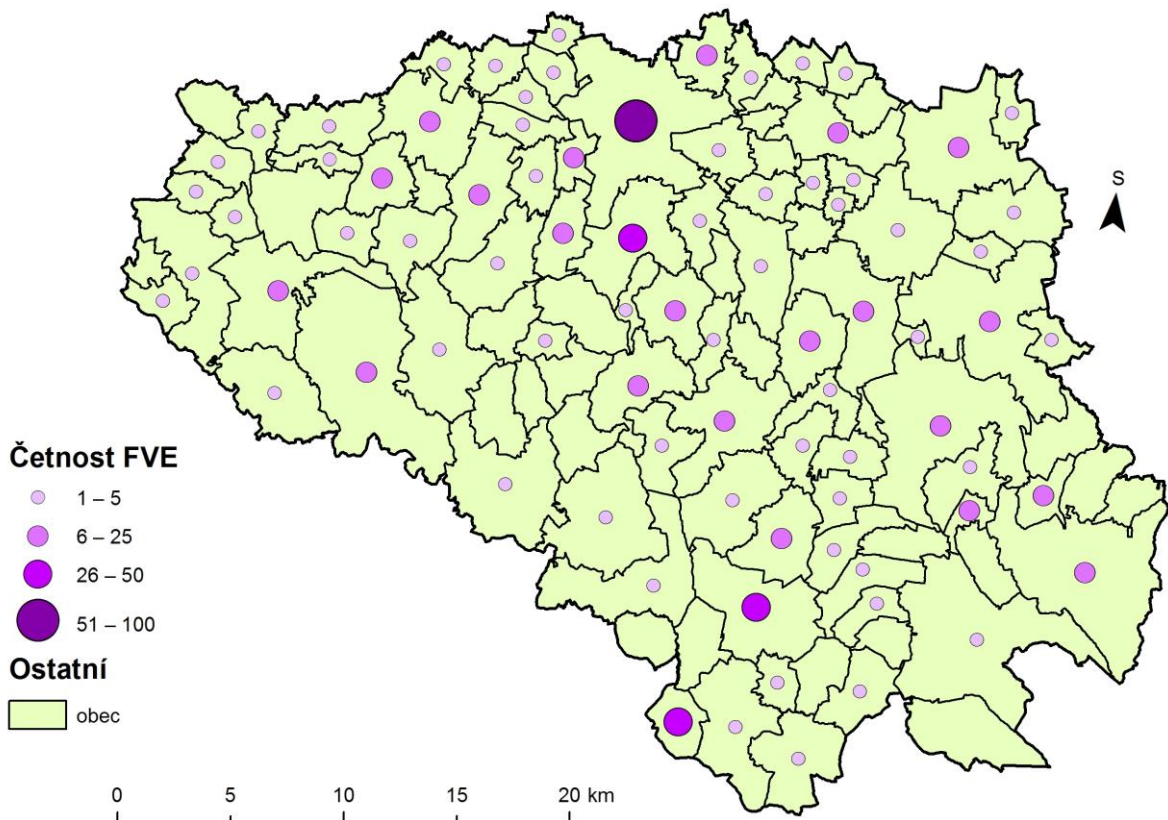 S
Četnost FVE
1 – 5
6 – 25
26 – 50
51 – 100
Ostatní
obec
0 5 10 15 20 km